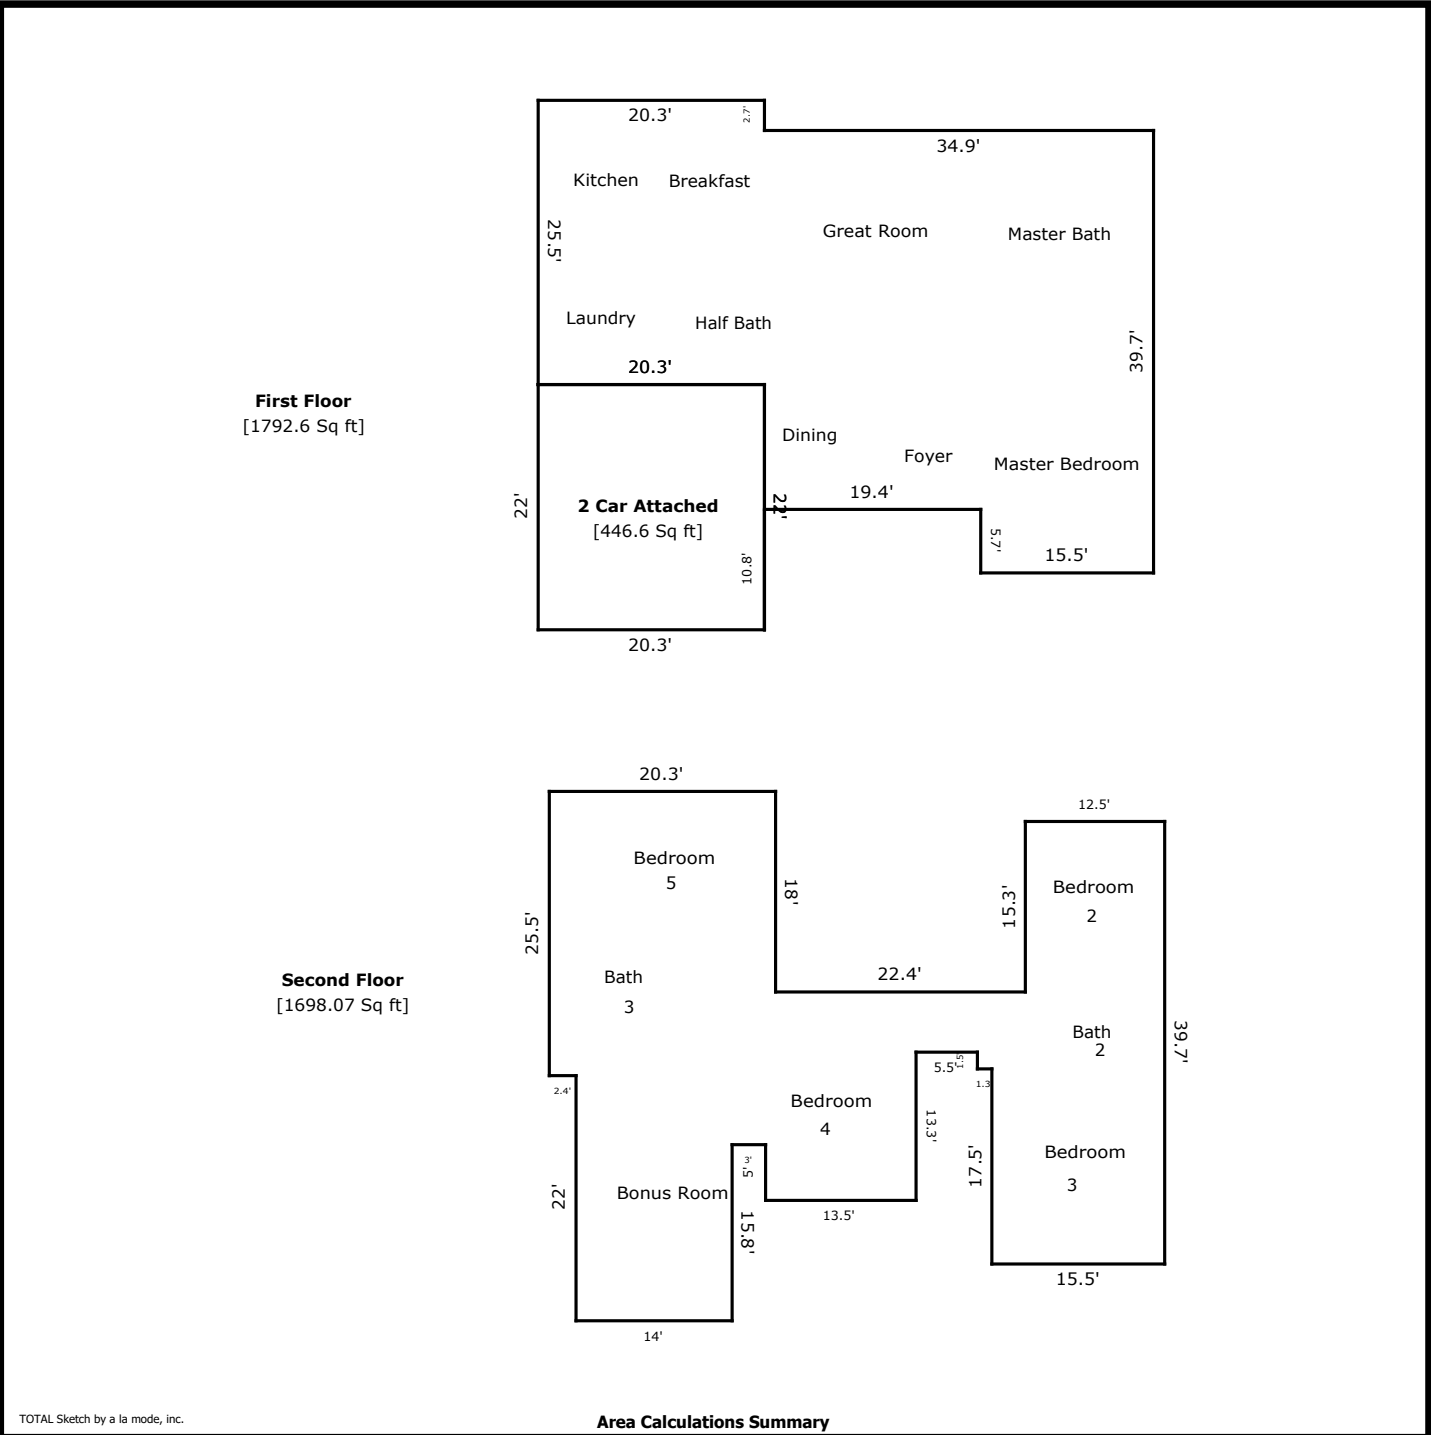 20.3'
2.7'
34.9'
Kitchen
Breakfast
25.5'
Great Room
Master Bath
Laundry
Half Bath
39.7'
20.3'
First Floor
[1792.6 Sq ft]
Dining
Foyer
Master Bedroom
22'
2 Car Attached
[446.6 Sq ft]
22'
19.4'
10.8'
5.7'
15.5'
20.3'
20.3'
12.5'
Bedroom
5
18'
15.3'
Bedroom
2
25.5'
22.4'
Second Floor
[1698.07 Sq ft]
Bath
3
Bath
2
39.7'
5.5'
1.5'
1.3
2.4'
Bedroom
4
13.3'
17.5'
Bedroom
3
3'
5'
22'
Bonus Room
15.8'
13.5'
15.5'
14'
TOTAL Sketch by a la mode, inc.
Area Calculations Summary